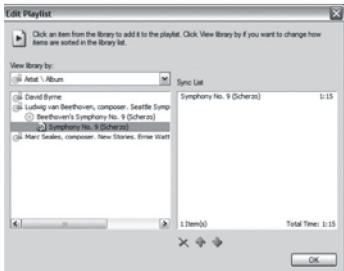 Edit Playlist
Click an item from the library to add it to the playlist. Click View library by if you want to change how
items are sorted in the library list.
View library by:
Artist \ Album
Sync List
David Byrne
Ludwig van Beethoven, composer. Seattle Symp
Beethoven's Symphony No. 9 (Scherzo)
Symphony No. 9 (Scherzo)
Marc Seales, composer. New Stories. Ernie Watt
Symphony No. 9 (Scherzo) 1:15
1 Item(s) Total Time: 1:15
OK